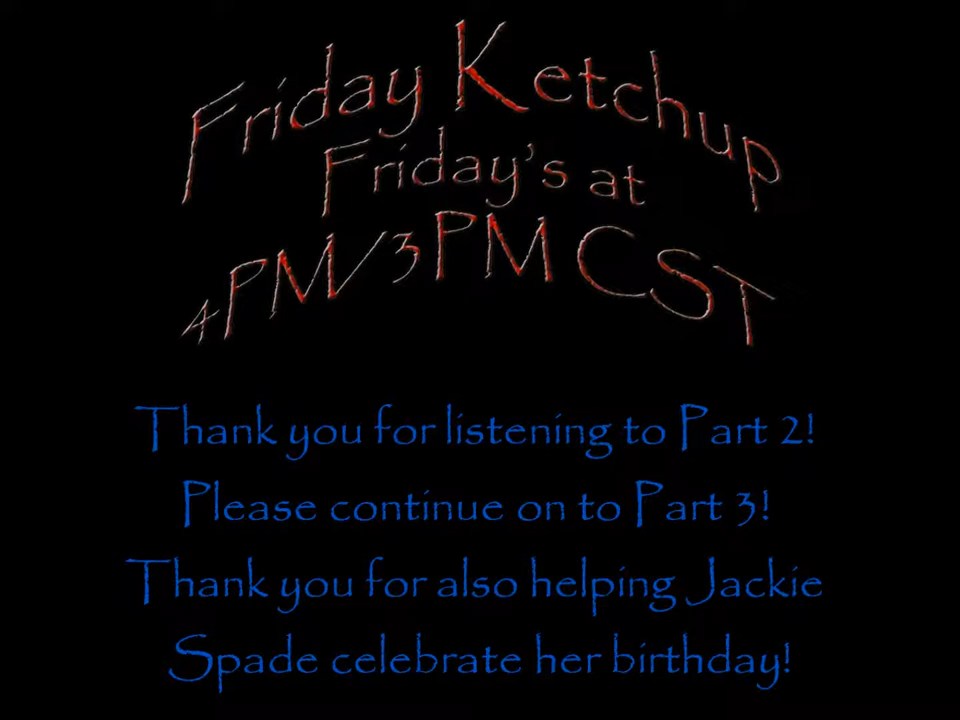 Friday Ketchup
Friday's at
4PM/3PM CST
Thank you for listening to Part 2!
Please continue on to Part 3!
Thank you for also helping Jackie
Spade celebrate her birthday!